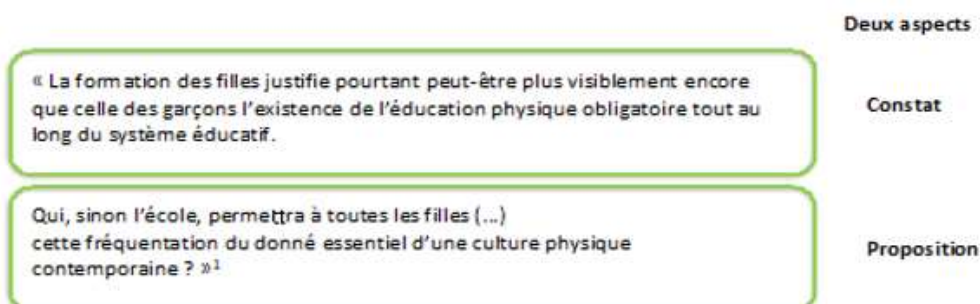 Deux aspects
« La formation des filles justifie pourtant peut-être plus visiblement encore
que celle des garçons l'existence de l'éducation physique obligatoire tout au
long du système éducatif.
Constat
Qui, sinon l'école, permettra à toutes les filles (...)
cette fréquentation du donné essentiel d'une culture physique
contemporaine ? »1
Proposition